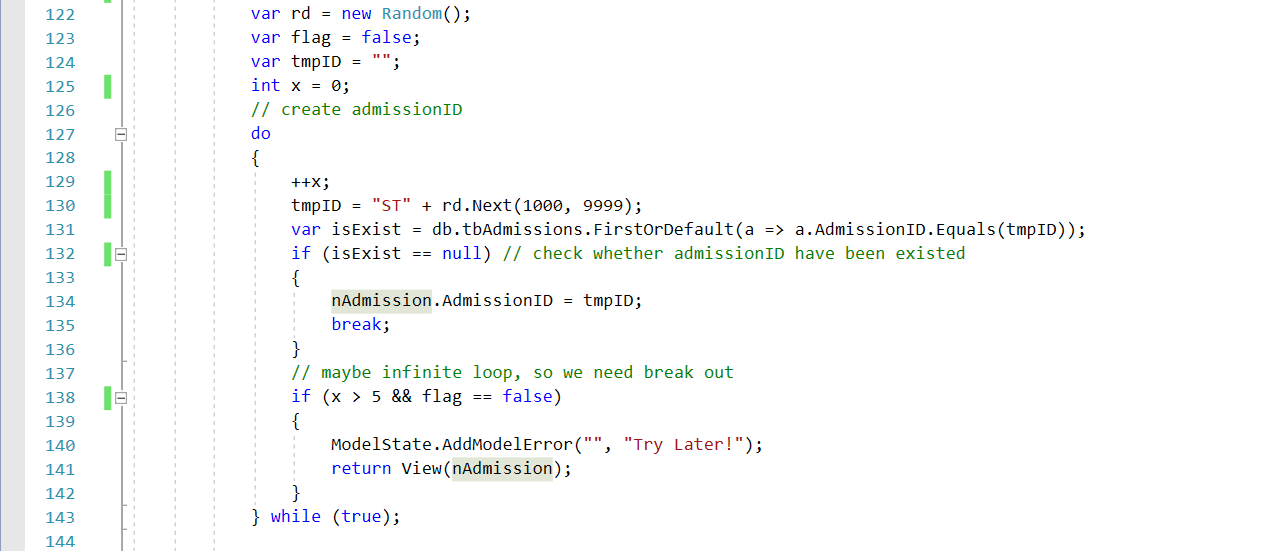 122 var rd = new Random();
123 var flag = false;
124 var tmpID = "";
125 int x = 0;
126 // create admissionID
127 do
128 {
129 ++x;
130 tmpID = "ST" + rd.Next(1000, 9999);
131 var isExist = db.tbAdmissions.FirstOrDefault(a => a.AdmissionID.Equals(tmpID));
132 if (isExist == null) // check whether admissionID have been existed
133 {
134 nAdmission.AdmissionID = tmpID;
135 break;
136 }
137 // maybe infinite loop, so we need break out
138 if (x > 5 && flag == false)
139 {
140 ModelState.AddModelError("", "Try Later!");
141 return View(nAdmission);
142 }
143 } while (true);
144